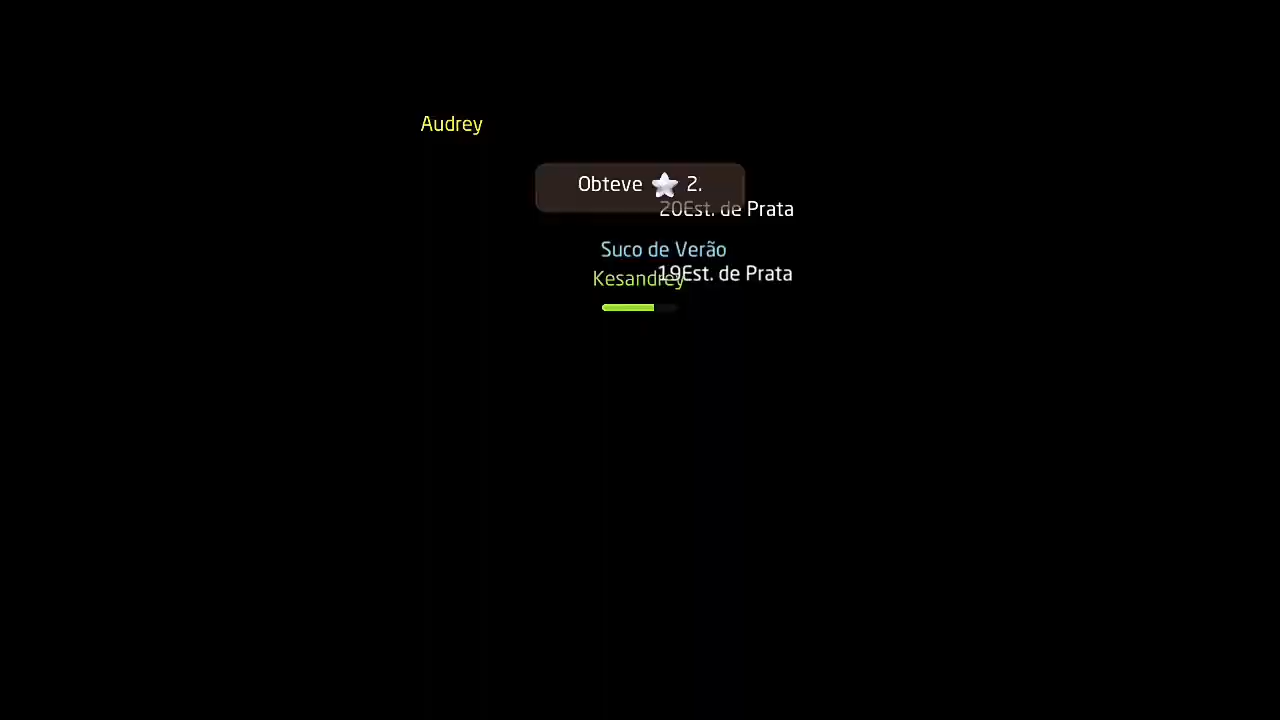 Audrey
Obteve 2.
20Est. de Prata
Suco de Verão
19Est. de Prata
Kesandrey